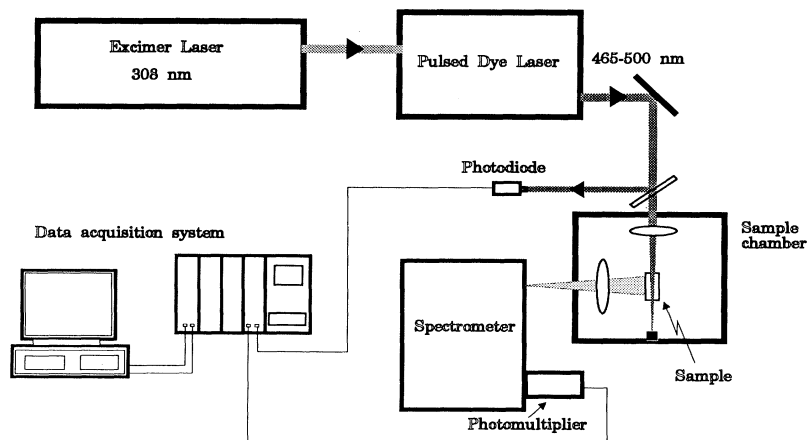 Excimer Laser
308 nm
Pulsed Dye Laser
465-500 nm
Photodiode
Data acquisition system
Sample
chamber
Spectrometer
Sample
Photomultiplier